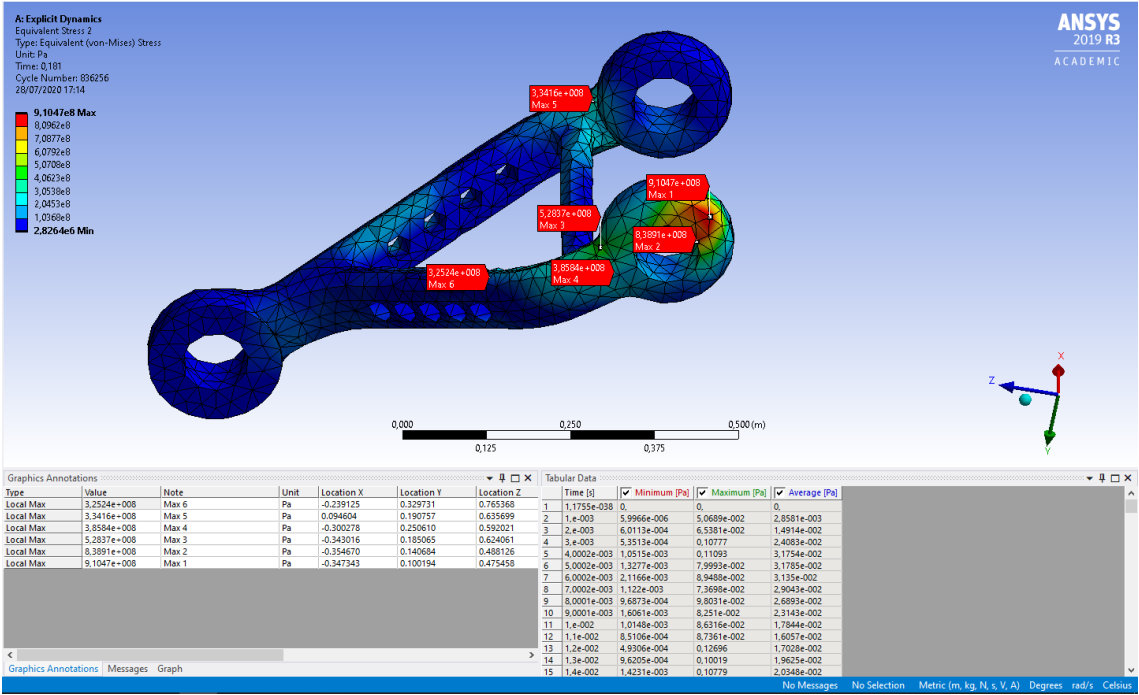 A: Explicit Dynamics
Equivalent Stress 2
Type: Equivalent (von-Mises) Stress
Unit: Pa
Time: 0,181
Cycle Number: 836256
28/07/2020 17:14
9,1047e8 Max
8,0962e8
7,0877e8
6,0792e8
5,0708e8
4,0623e8
3,0538e8
2,0453e8
1,0368e8
2,8264e6 Min
ANSYS
2019 R3
ACADEMIC
3,3416e+008
Max 5
9,1047e+008
Max 1
5,2837e+008
Max 3
8,3891e+008
Max 2
3,2524e+008
Max 6
3,8584e+008
Max 4
X
Z
Y
0,000 0,250 0,500 (m)
0,125 0,375
Graphics Annotations
Type Value Note Unit Location X Location Y Location Z
Local Max 3,2524e+008 Max 6 Pa -0.239125 0.329731 0.765368
Local Max 3,3416e+008 Max 5 Pa 0.094604 0.190757 0.635699
Local Max 3,8584e+008 Max 4 Pa -0.300278 0.250610 0.592021
Local Max 5,2837e+008 Max 3 Pa -0.343016 0.185065 0.624061
Local Max 8,3891e+008 Max 2 Pa -0.354670 0.140684 0.488126
Local Max 9,1047e+008 Max 1 Pa -0.347343 0.100194 0.475458
Graphics Annotations Messages Graph
Tabular Data
Time [s] Minimum [Pa] Maximum [Pa] Average [Pa]
1 1,1755e-038 0, 0, 0,
2 1,e-003 5,9966e-006 5,0689e-002 2,8581e-003
3 2,e-003 6,0113e-004 6,5381e-002 1,4914e-002
4 3,e-003 5,3513e-004 0,10777 2,4083e-002
5 4,0002e-003 1,0515e-003 0,11093 3,1754e-002
6 5,0002e-003 1,3277e-003 7,9993e-002 3,1785e-002
7 6,0002e-003 2,1166e-003 8,9488e-002 3,135e-002
8 7,0002e-003 1,122e-003 7,3698e-002 2,9043e-002
9 8,0001e-003 9,6873e-004 9,8031e-002 2,6893e-002
10 9,0001e-003 1,6061e-003 8,251e-002 2,3143e-002
11 1,e-002 1,0148e-003 8,6316e-002 1,7844e-002
12 1,1e-002 8,5106e-004 8,7361e-002 1,6057e-002
13 1,2e-002 4,9306e-004 0,12696 1,7028e-002
14 1,3e-002 9,6205e-004 0,10019 1,9625e-002
15 1,4e-002 1,4231e-003 0,10779 2,0348e-002
No Messages No Selection Metric (m, kg, N, s, V, A) Degrees rad/s Celsius